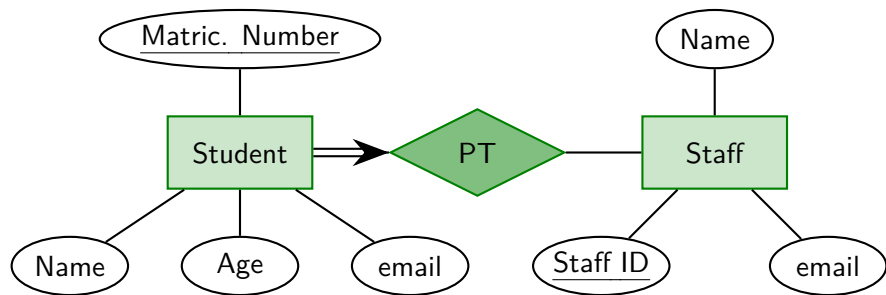 Matric. Number
Name
Student
PT
Staff
Name
Age
email
Staff ID
email